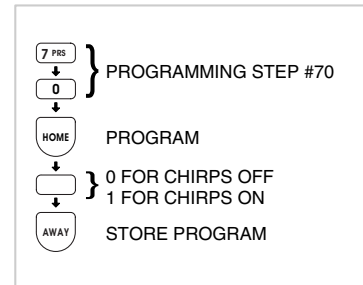 7 PRS
0
PROGRAMMING STEP #70
HOME
PROGRAM
0 FOR CHIRPS OFF
1 FOR CHIRPS ON
AWAY
STORE PROGRAM